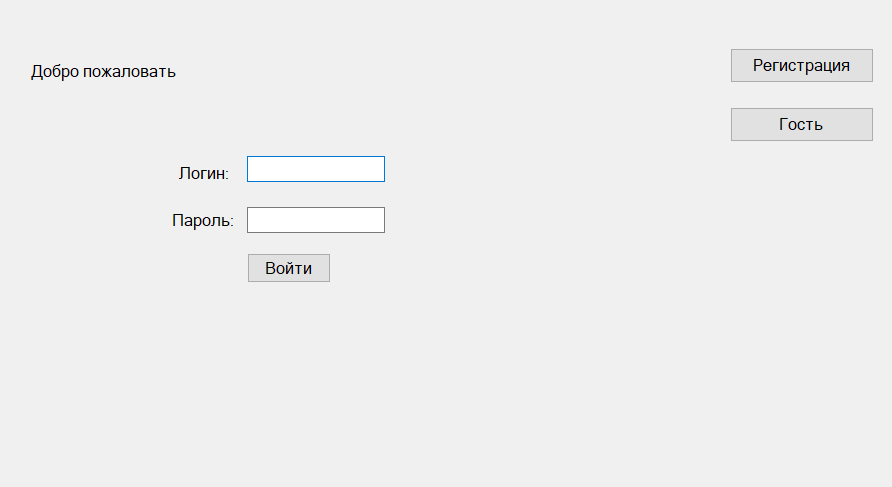 Добро пожаловать
Регистрация
Гость
Логин:
Пароль:
Войти